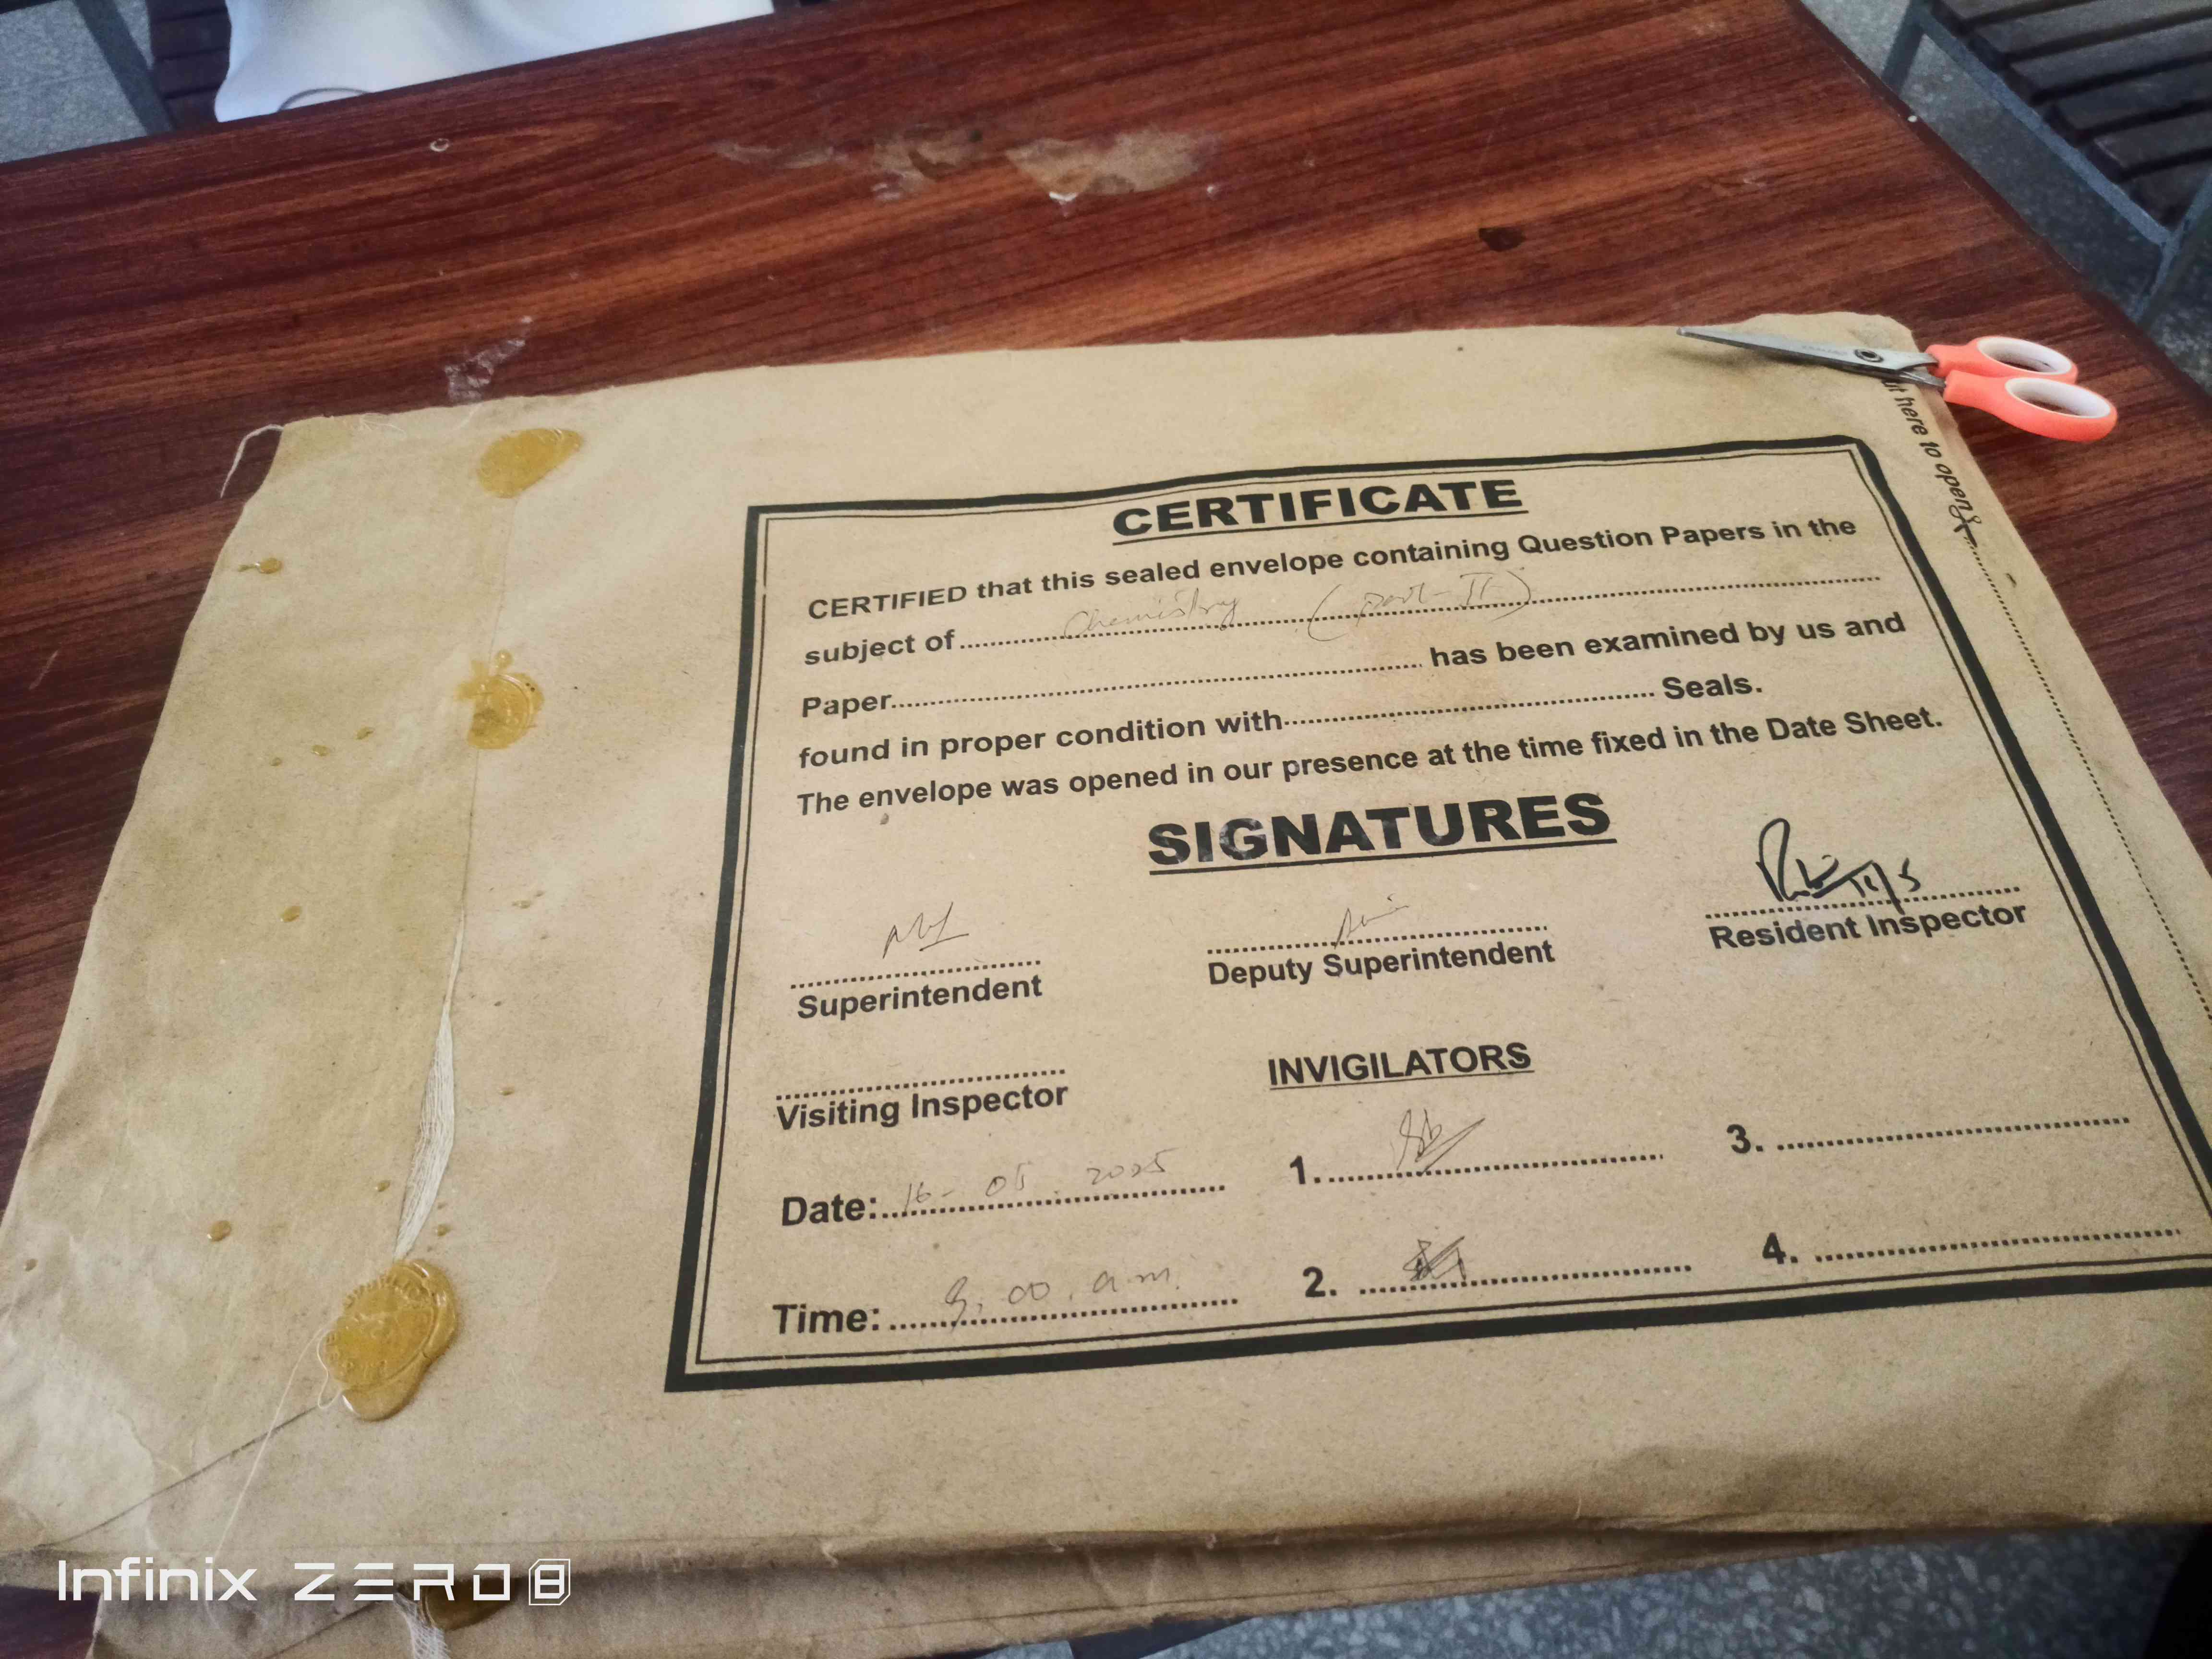 Cut here to open
CERTIFICATE
CERTIFIED that this sealed envelope containing Question Papers in the
subject of Chemistry (Part-II)
Paper has been examined by us and
found in proper condition with Seals.
The envelope was opened in our presence at the time fixed in the Date Sheet.
SIGNATURES
Superintendent Deputy Superintendent Resident Inspector
Visiting Inspector INVIGILATORS
Date: 16-05 2025 1. 3.
Time: 9:00 a m. 2. 4.
Infinix ZERO 8